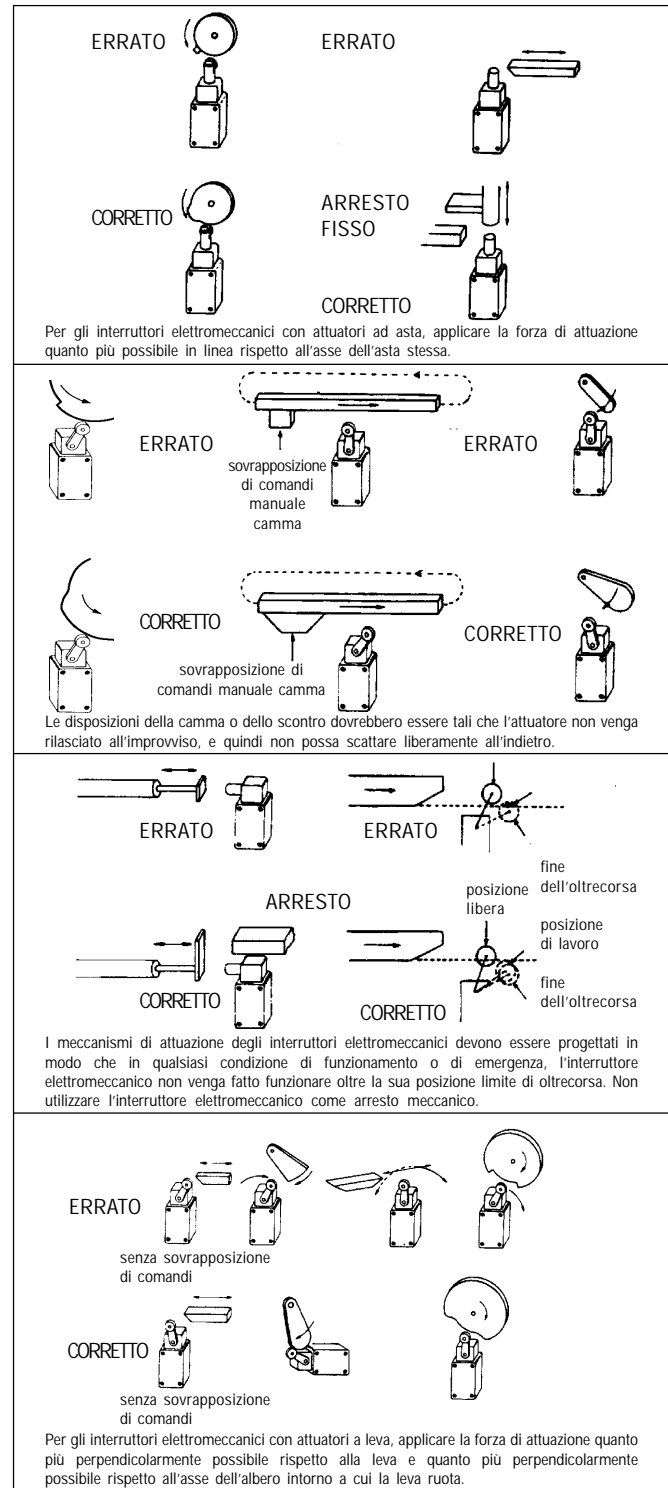 ERRATO
ERRATO
CORRETTO
ARRESTO
FISSO
CORRETTO
Per gli interruttori elettromeccanici con attuatori ad asta, applicare la forza di attuazione
quanto più possibile in linea rispetto all'asse dell'asta stessa.
ERRATO
sovrapposizione
di comandi
manuale
camma
ERRATO
CORRETTO
sovrapposizione di
comandi manuale camma
CORRETTO
Le disposizioni della camma o dello scontro dovrebbero essere tali che l'attuatore non venga
rilasciato all'improvviso, e quindi non possa scattare liberamente all'indietro.
ERRATO
ERRATO
fine
dell'oltrecorsa
ARRESTO
posizione
libera
posizione
di lavoro
CORRETTO
CORRETTO
fine
dell'oltrecorsa
I meccanismi di attuazione degli interruttori elettromeccanici devono essere progettati in
modo che in qualsiasi condizione di funzionamento o di emergenza, l'interruttore
elettromeccanico non venga fatto funzionare oltre la sua posizione limite di oltrecorsa. Non
utilizzare l'interruttore elettromeccanico come arresto meccanico.
ERRATO
senza sovrapposizione
di comandi
CORRETTO
senza sovrapposizione
di comandi
Per gli interruttori elettromeccanici con attuatori a leva, applicare la forza di attuazione quanto
più perpendicolarmente possibile rispetto alla leva e quanto più perpendicolarmente
possibile rispetto all'asse dell'albero intorno a cui la leva ruota.